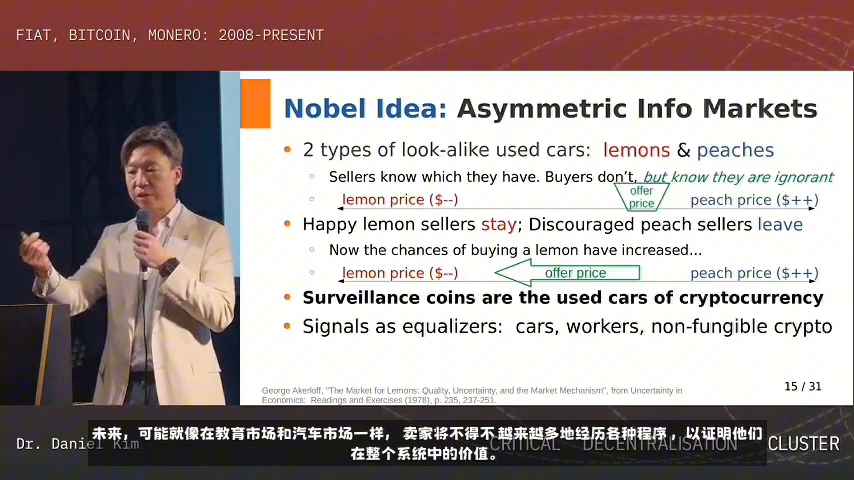 FIAT, BITCOIN, MONERO: 2008-PRESENT
Nobel Idea: Asymmetric Info Markets
2 types of look-alike used cars: lemons & peaches
Sellers know which they have. Buyers don't, but know they are ignorant
offer
price
lemon price ($--)
peach price ($++)
Happy lemon sellers stay; Discouraged peach sellers leave
Now the chances of buying a lemon have increased...
lemon price ($--)
offer price
peach price ($++)
Surveillance coins are the used cars of cryptocurrency
Signals as equalizers: cars, workers, non-fungible crypto
George Akerloff, "The Market for Lemons: Quality, Uncertainty, and the Market Mechanism", from Uncertainty in
Economics: Readings and Exercises (1978), p. 235, 237-251.
15 / 31
Dr. Daniel Kim
CRITICAL DECENTRALISATION CLUSTER
未来，可能就像在教育市场和汽车市场一样， 卖家将不得不 越来越多地经历各种程序，以证明他们
在整个系统中的价值。